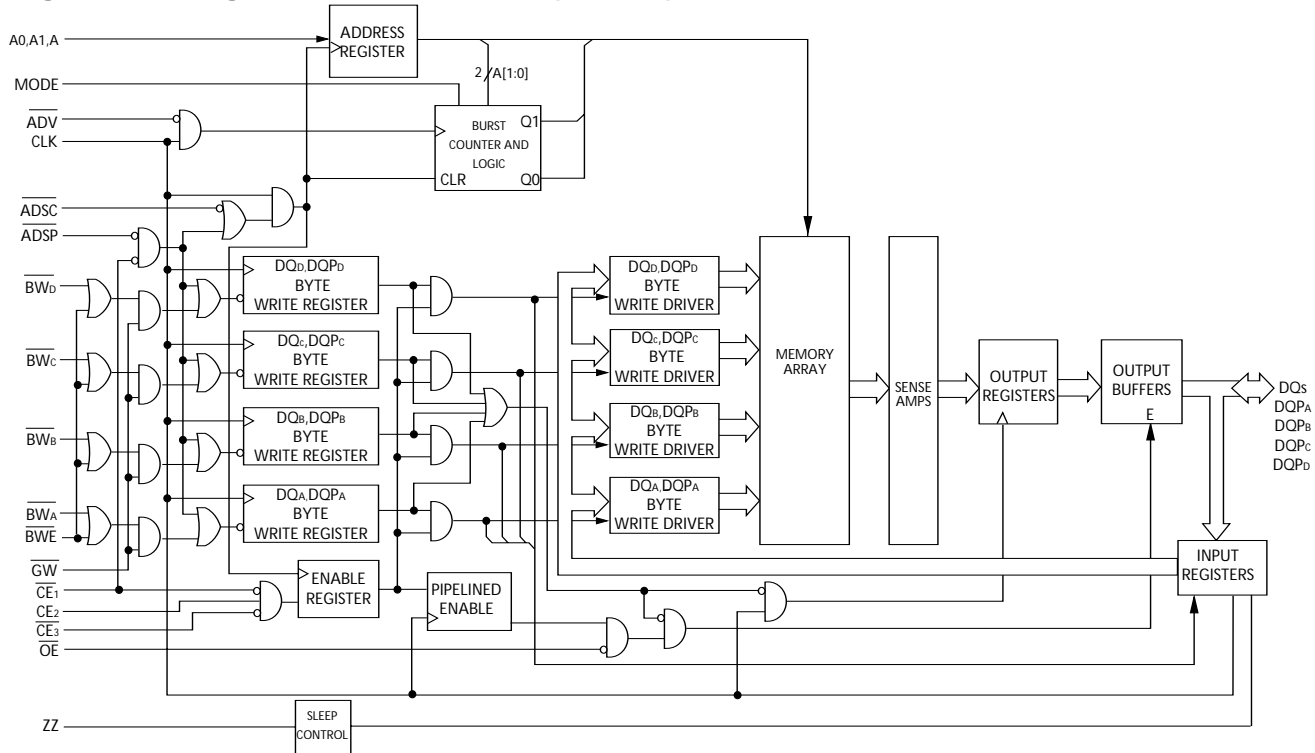 A0,A1,A
ADDRESS
REGISTER
MODE
2
A[1:0]
ADV
CLK
BURST
COUNTER AND
LOGIC
Q1
CLR
Q0
ADSC
ADSP
BWD
DQD,DQPD
BYTE
WRITE REGISTER
DQD,DQPD
BYTE
WRITE DRIVER
BWC
DQC,DQPC
BYTE
WRITE REGISTER
DQC,DQPC
BYTE
WRITE DRIVER
MEMORY
ARRAY
SENSE
AMPS
OUTPUT
REGISTERS
OUTPUT
BUFFERS
E
DQS
DQPA
DQPB
DQPC
DQPD
BWB
DQB,DQPB
BYTE
WRITE REGISTER
DQB,DQPB
BYTE
WRITE DRIVER
BWA
BWE
DQA,DQPA
BYTE
WRITE REGISTER
DQA,DQPA
BYTE
WRITE DRIVER
INPUT
REGISTERS
GW
CE1
CE2
CE3
OE
ENABLE
REGISTER
PIPELINED
ENABLE
ZZ
SLEEP
CONTROL